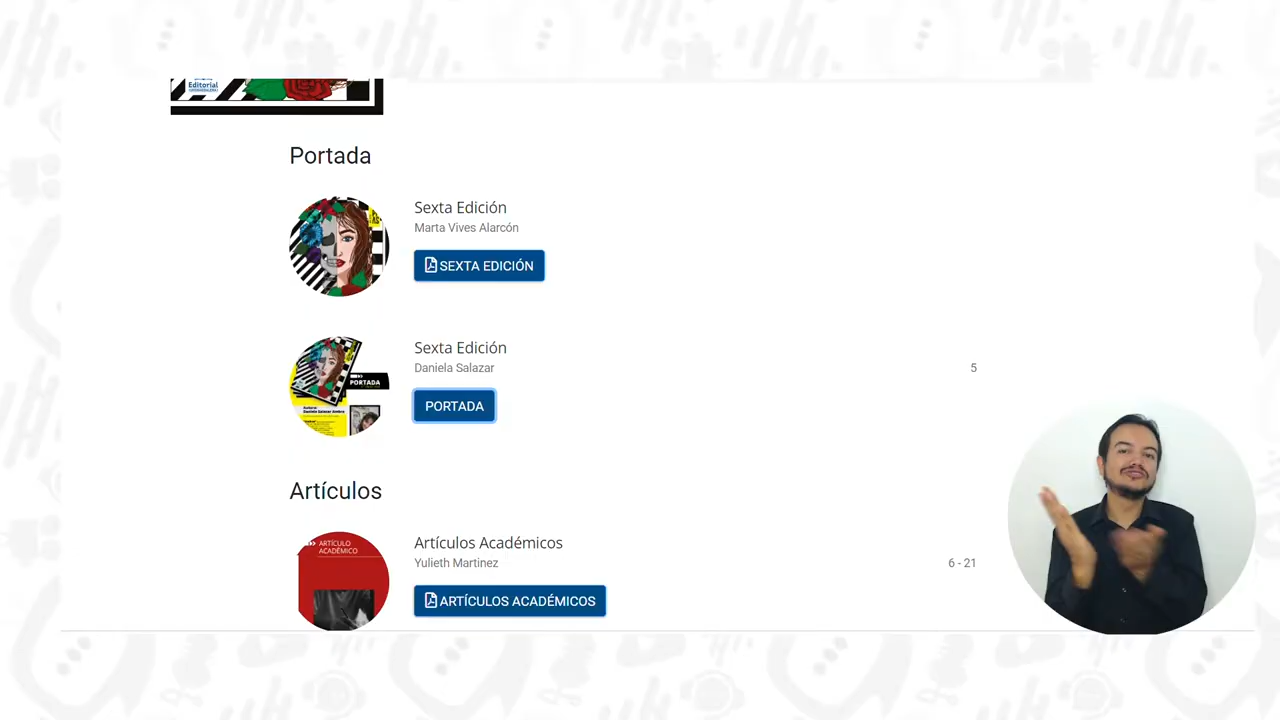 Editorial
Portada
Sexta Edición
Marta Vives Alarcón
SEXTA EDICIÓN
Sexta Edición
Daniela Salazar
5
PORTADA
PORTADA
Artículos
ARTÍCULO
ACADÉMICO
Artículos Académicos
Yulieth Martinez
6 - 21
ARTÍCULOS ACADÉMICOS